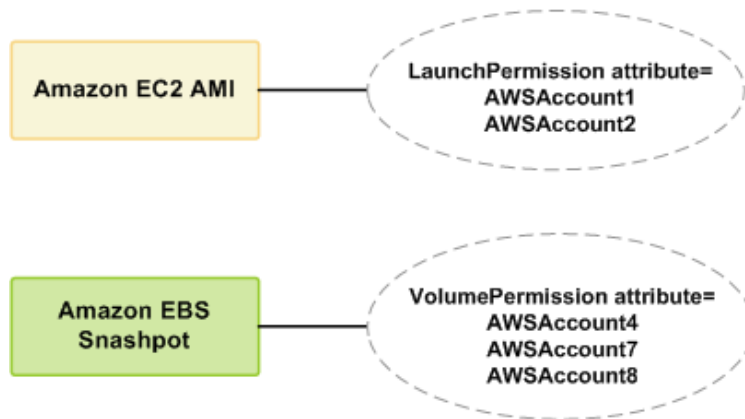 Amazon EC2 AMI
LaunchPermission attribute=
AWSAccount1
AWSAccount2
Amazon EBS
Snashpot
VolumePermission attribute=
AWSAccount4
AWSAccount7
AWSAccount8